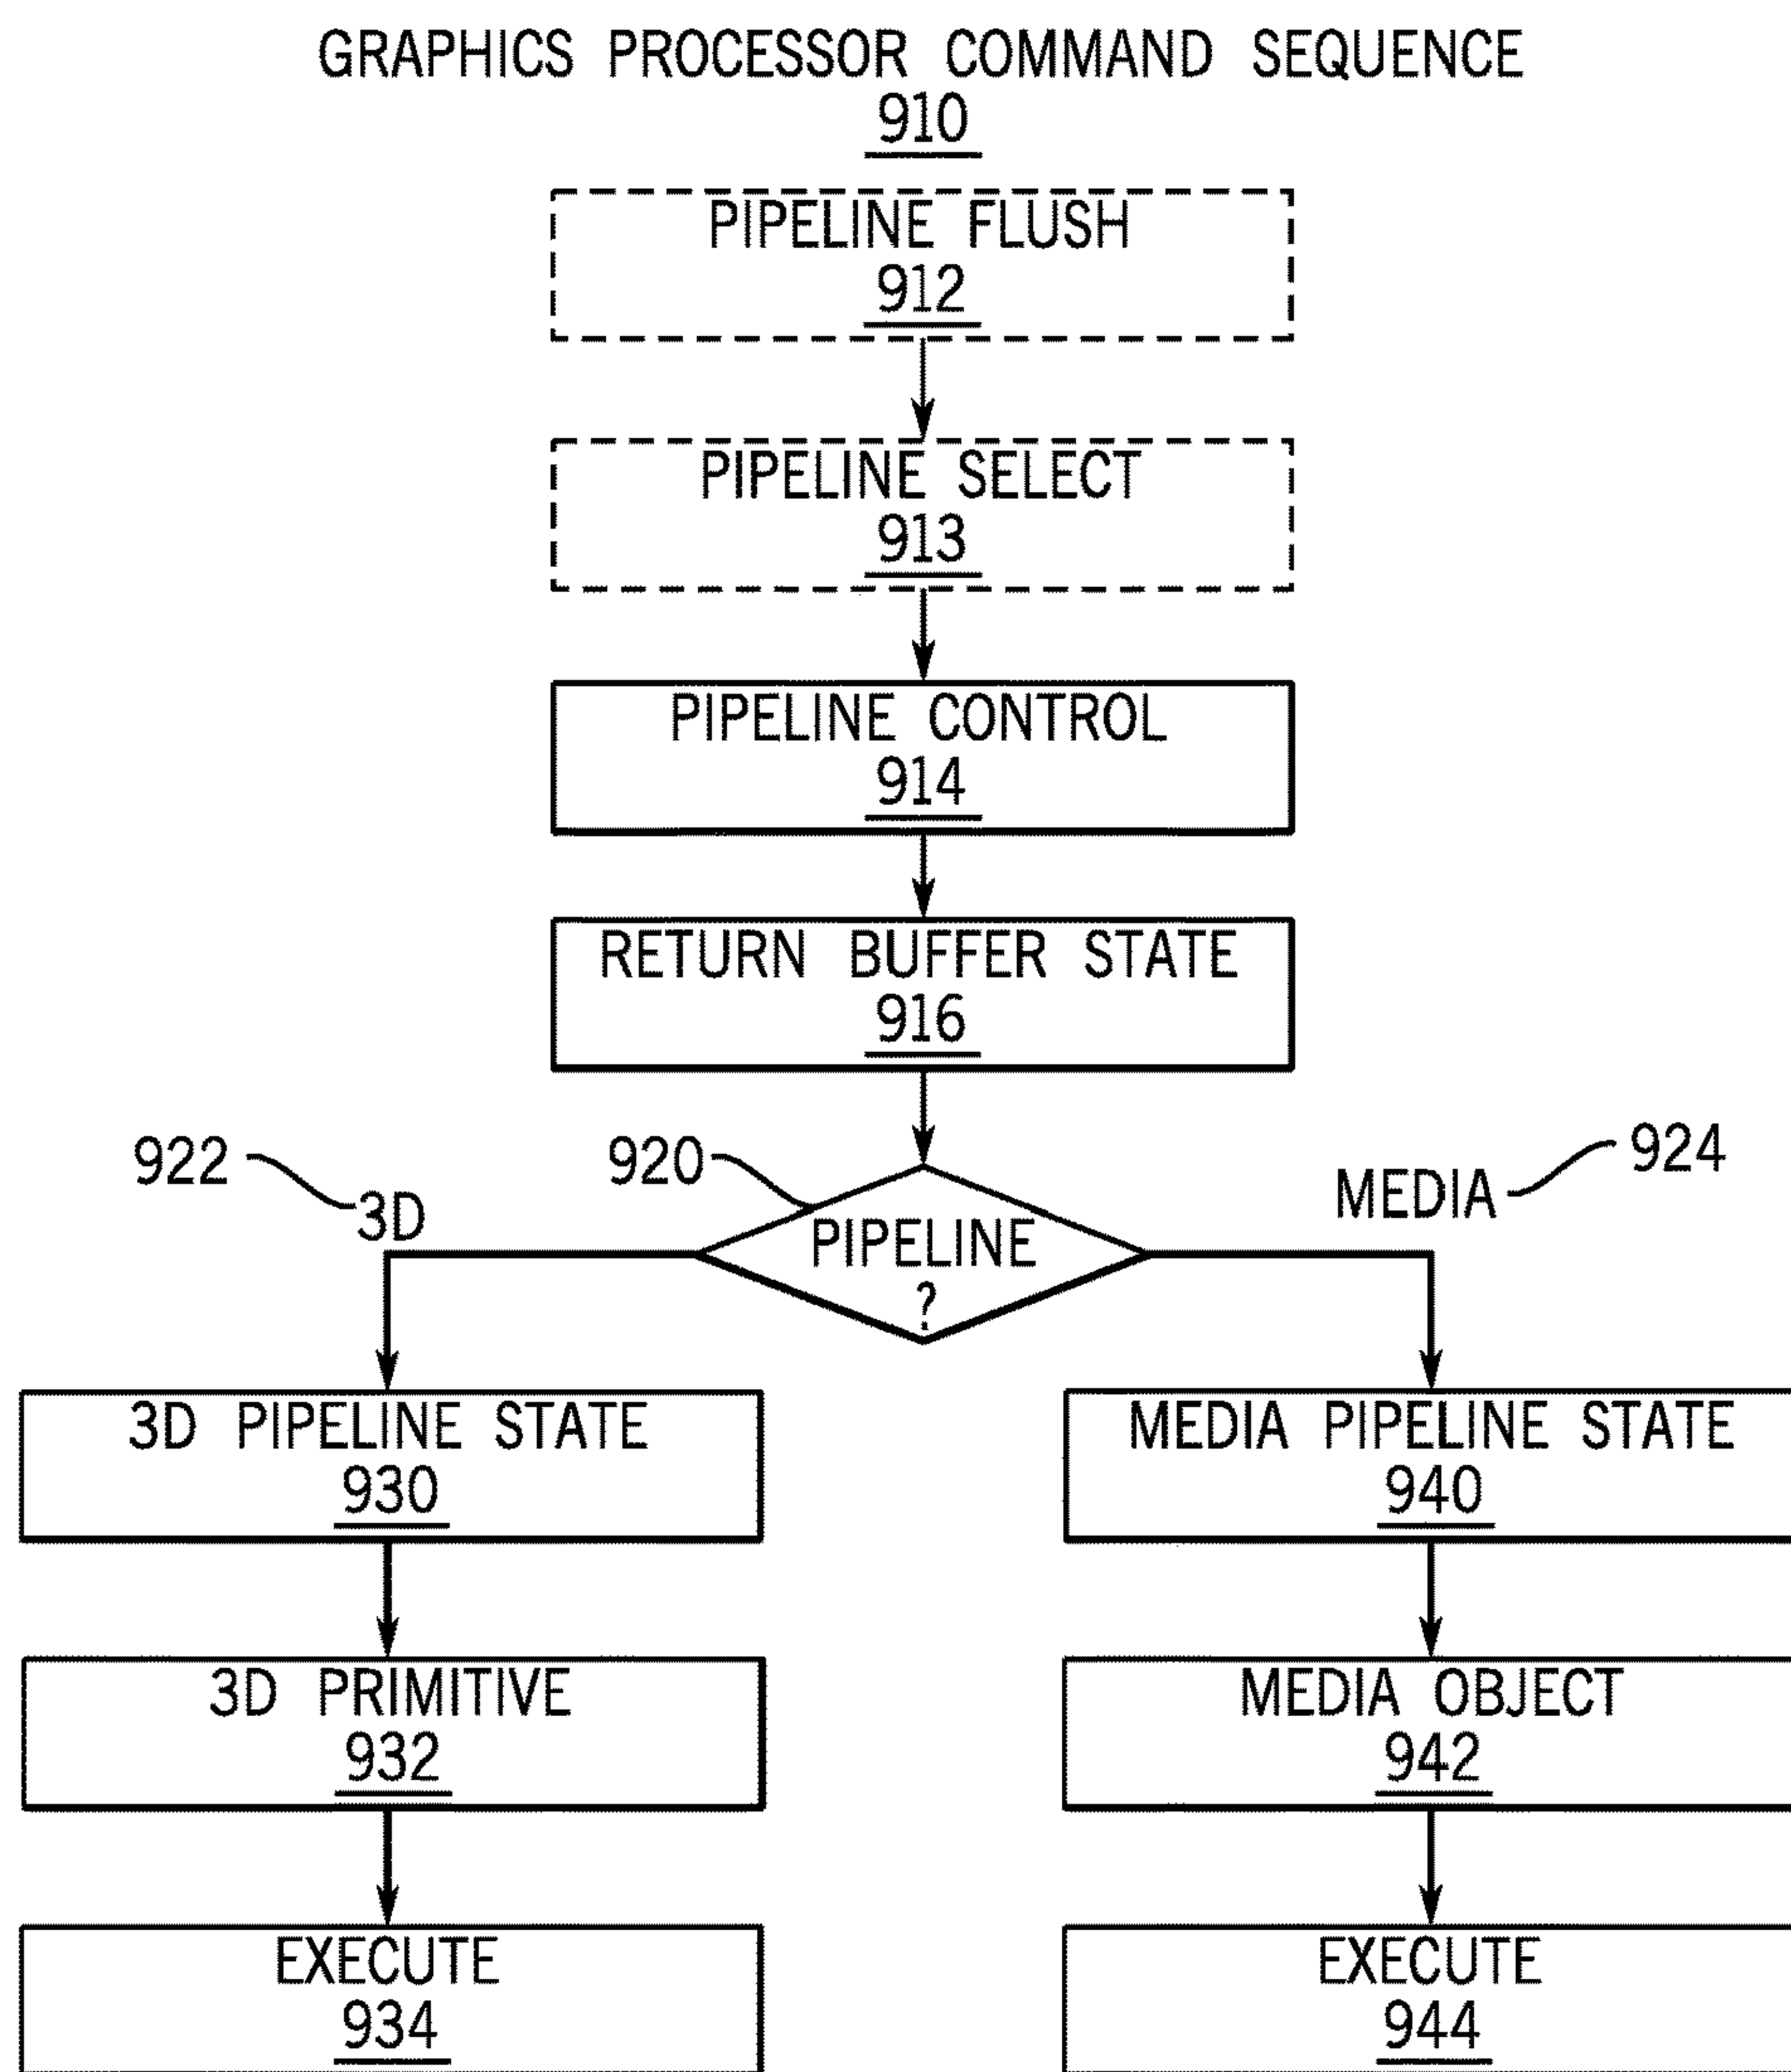 GRAPHICS PROCESSOR COMMAND SEQUENCE
910
PIPELINE FLUSH
912
PIPELINE SELECT
913
PIPELINE CONTROL
914
RETURN BUFFER STATE
916
922
3D
920
PIPELINE
?
MEDIA
924
3D PIPELINE STATE
930
3D PRIMITIVE
932
EXECUTE
934
MEDIA PIPELINE STATE
940
MEDIA OBJECT
942
EXECUTE
944